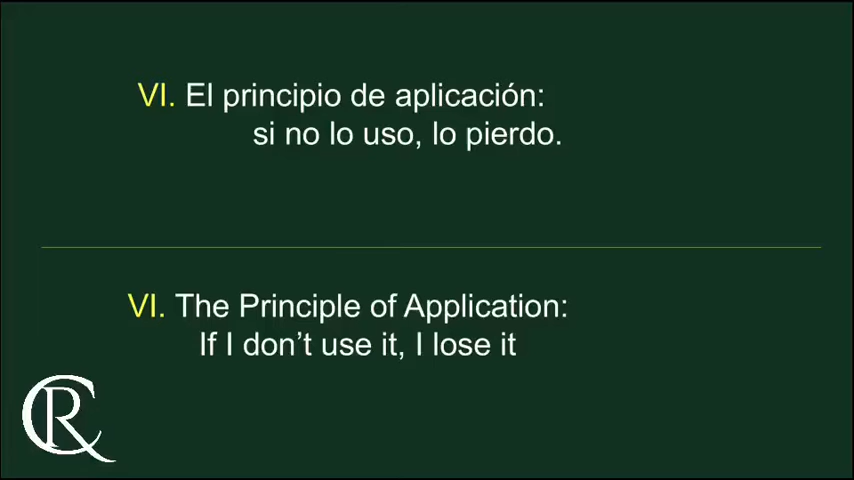 VI. El principio de aplicación:
si no lo uso, lo pierdo.
VI. The Principle of Application:
If I don’t use it, I lose it
CR